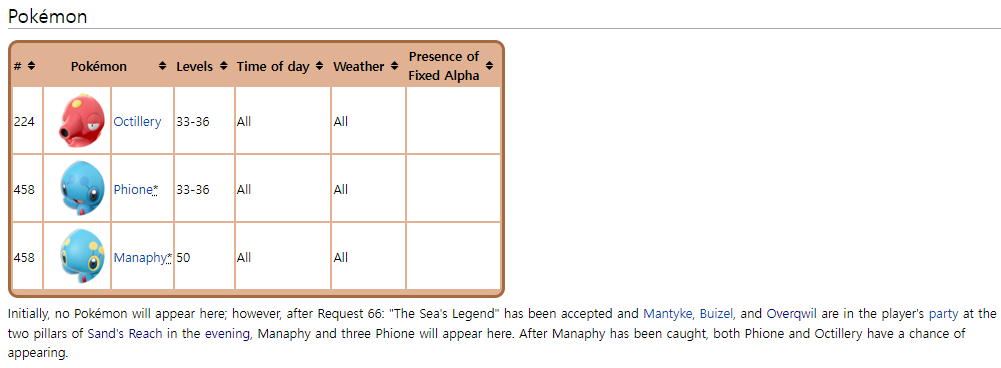 Pokémon
# Pokémon Levels Time of day Weather Presence of Fixed Alpha
224 Octillery 33-36 All All
458 Phione* 33-36 All All
458 Manaphy* 50 All All
Initially, no Pokémon will appear here; however, after Request 66: "The Sea's Legend" has been accepted and Mantyke, Buizel, and Overqwil are in the player's party at the
two pillars of Sand's Reach in the evening, Manaphy and three Phione will appear here. After Manaphy has been caught, both Phione and Octillery have a chance of
appearing.